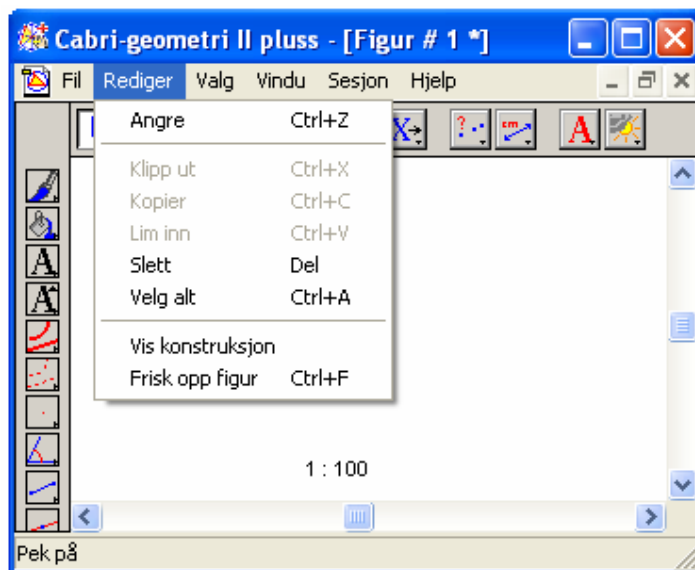 Cabri-geometri II pluss - [Figur # 1 *]
Fil Rediger Valg Vindu Sesjon Hjelp
Angre Ctrl+Z
Klipp ut Ctrl+X
Kopier Ctrl+C
Lim inn Ctrl+V
Slett Del
Velg alt Ctrl+A
Vis konstruksjon
Frisk opp figur Ctrl+F
1 : 100
Pek på